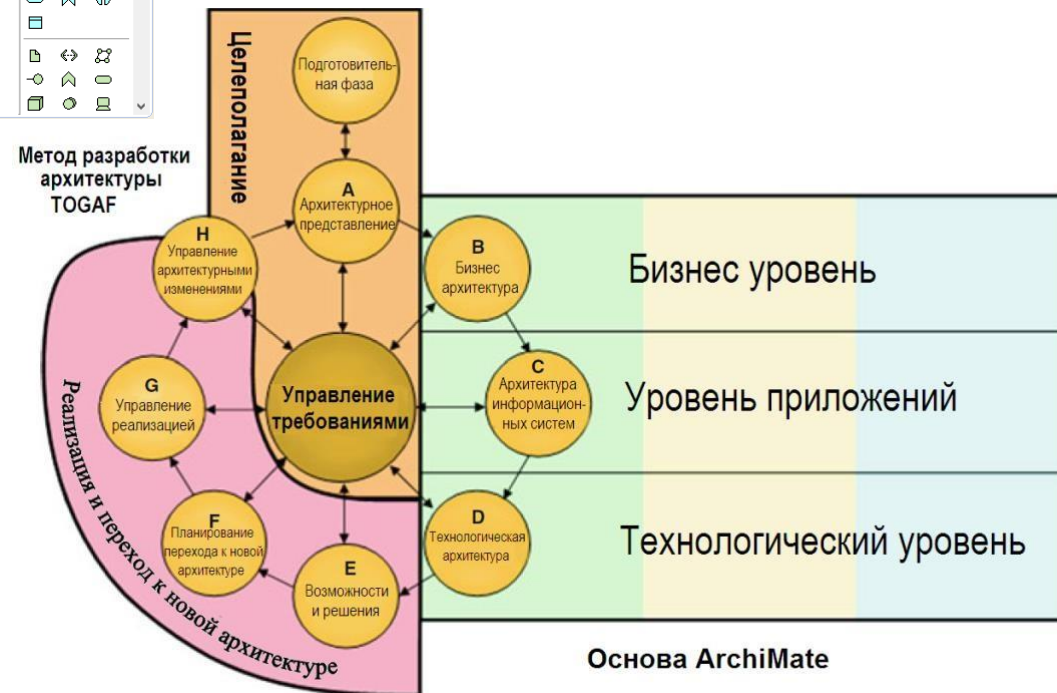 Целеполагание
Подготовитель-
ная фаза
Метод разработки
архитектуры
TOGAF
A
Архитектурное
представление
H
Управление
архитектурными
изменениями
B
Бизнес
архитектура
Бизнес уровень
G
Управление
реализацией
Управление
требованиями
C
Архитектура
информацион-
ных систем
Уровень приложений
F
Планирование
перехода к новой
архитектуре
E
Возможности
и решения
D
Технологическая
архитектура
Технологический уровень
Реализация и переход к новой архитектуре
Основа ArchiMate